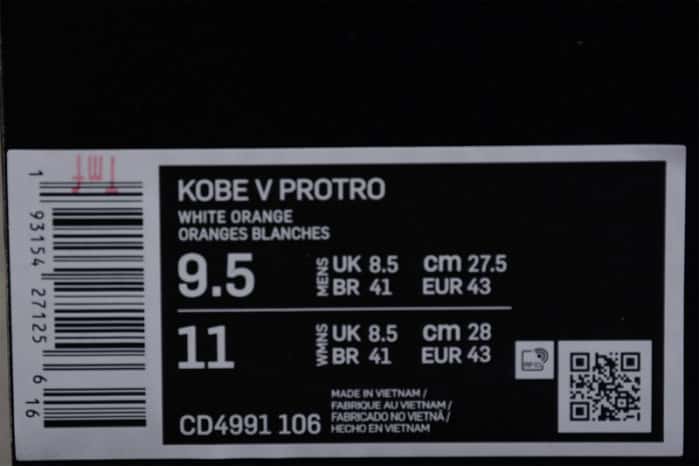 KOBE V PROTRO
WHITE ORANGE
ORANGES BLANCHES
9.5 MENS UK 8.5 cm 27.5
BR 41 EUR 43
11 WMNS UK 8.5 cm 28
BR 41 EUR 43
CD4991 106
MADE IN VIETNAM /
FABRIQUE AU VIETNAM /
FABRICADO NO VIETNÃ /
HECHO EN VIETNAM
1 93154 27125 6 16
Tmf